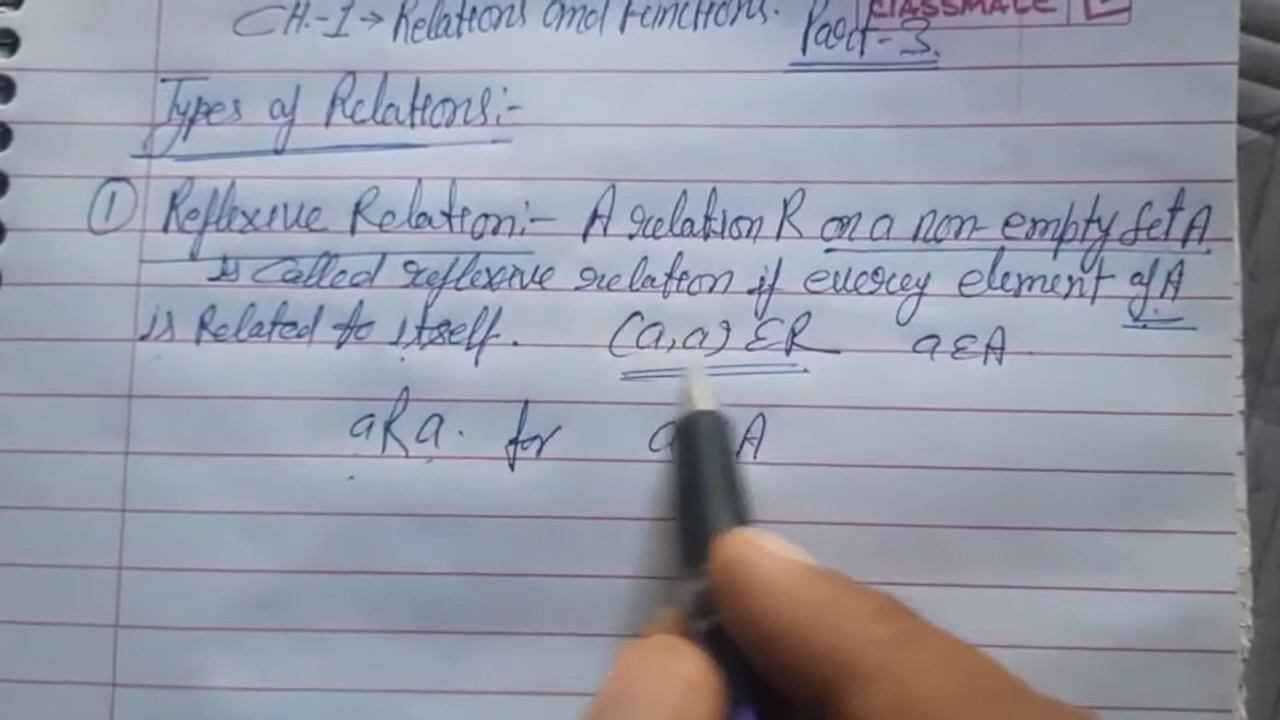 CH.-1→ Relations and Functions. Part-3.
CLASSMATE
Types of Relations:-
① Reflexive Relation:- A relation R on a non-empty set A
is called reflexive relation if every element of A
is Related to itself. (a,a) ∈R a∈A
aRa. for a A